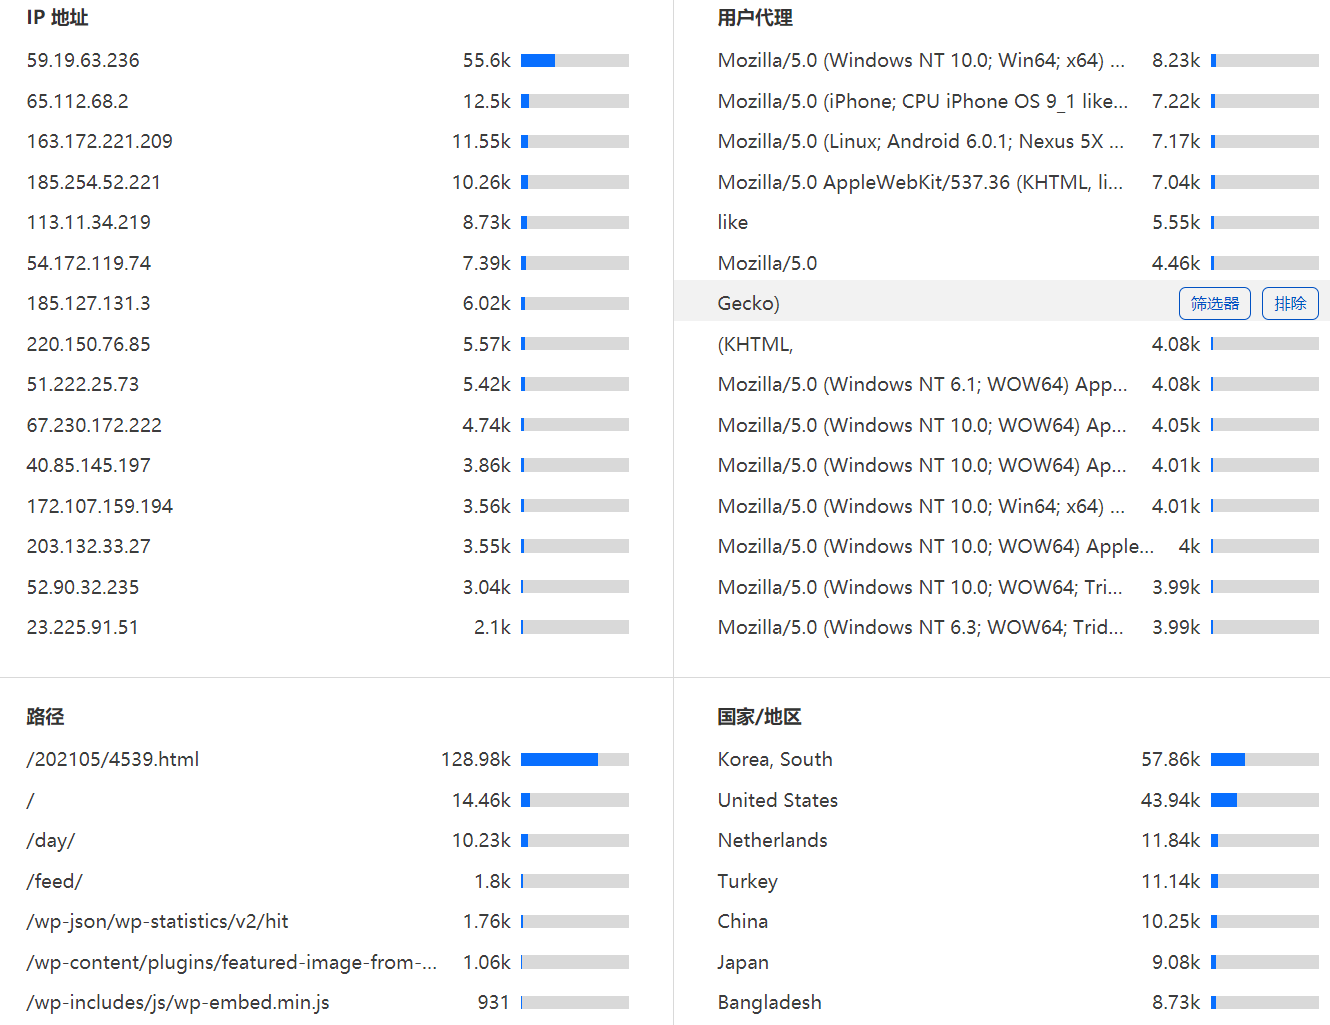 IP 地址
59.19.63.236 55.6k
65.112.68.2 12.5k
163.172.221.209 11.55k
185.254.52.221 10.26k
113.11.34.219 8.73k
54.172.119.74 7.39k
185.127.131.3 6.02k
220.150.76.85 5.57k
51.222.25.73 5.42k
67.230.172.222 4.74k
40.85.145.197 3.86k
172.107.159.194 3.56k
203.132.33.27 3.55k
52.90.32.235 3.04k
23.225.91.51 2.1k
用户代理
Mozilla/5.0 (Windows NT 10.0; Win64; x64) ... 8.23k
Mozilla/5.0 (iPhone; CPU iPhone OS 9_1 like... 7.22k
Mozilla/5.0 (Linux; Android 6.0.1; Nexus 5X ... 7.17k
Mozilla/5.0 AppleWebKit/537.36 (KHTML, li... 7.04k
like 5.55k
Mozilla/5.0 4.46k
Gecko) 筛选器 排除
(KHTML, 4.08k
Mozilla/5.0 (Windows NT 6.1; WOW64) App... 4.08k
Mozilla/5.0 (Windows NT 10.0; WOW64) Ap... 4.05k
Mozilla/5.0 (Windows NT 10.0; WOW64) Ap... 4.01k
Mozilla/5.0 (Windows NT 10.0; Win64; x64) ... 4.01k
Mozilla/5.0 (Windows NT 10.0; WOW64) Apple... 4k
Mozilla/5.0 (Windows NT 10.0; WOW64; Tri... 3.99k
Mozilla/5.0 (Windows NT 6.3; WOW64; Trid... 3.99k
路径
/202105/4539.html 128.98k
/ 14.46k
/day/ 10.23k
/feed/ 1.8k
/wp-json/wp-statistics/v2/hit 1.76k
/wp-content/plugins/featured-image-from-... 1.06k
/wp-includes/js/wp-embed.min.js 931
国家/地区
Korea, South 57.86k
United States 43.94k
Netherlands 11.84k
Turkey 11.14k
China 10.25k
Japan 9.08k
Bangladesh 8.73k